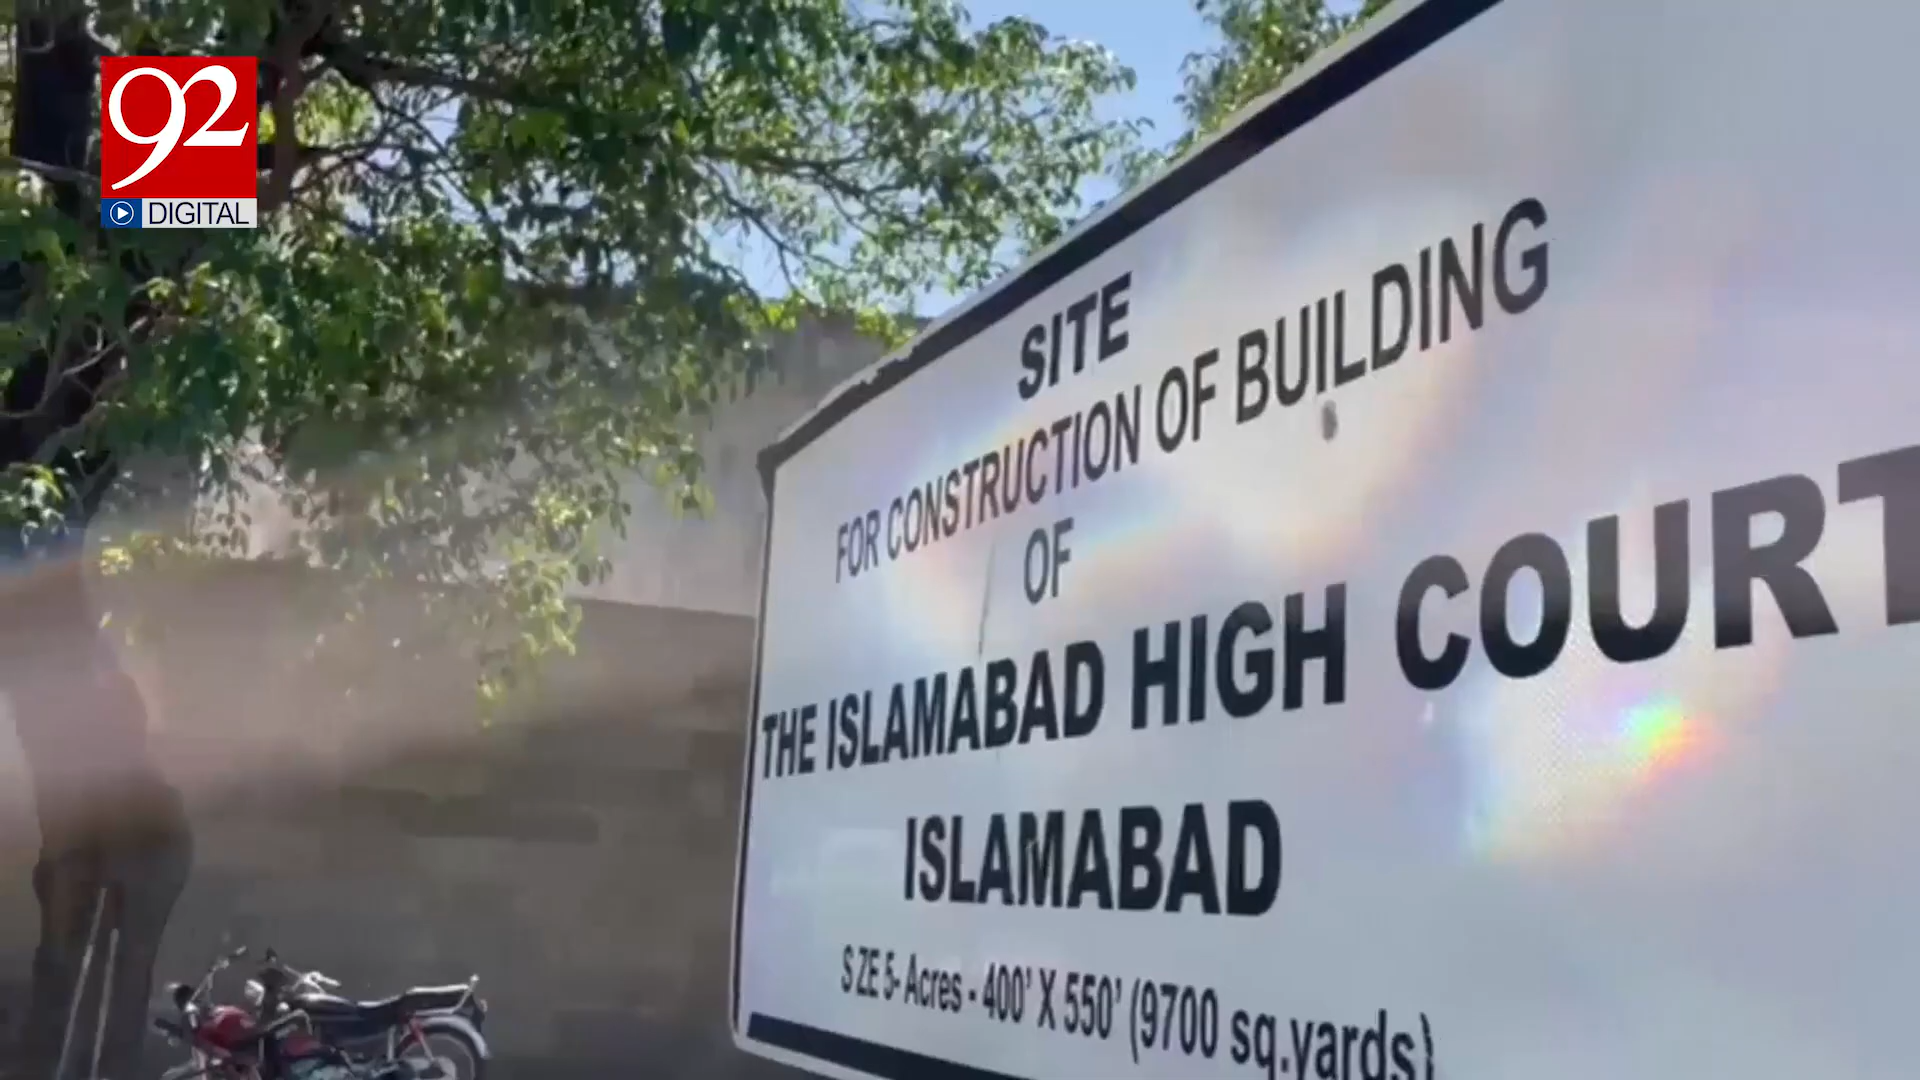 92
DIGITAL
SITE
FOR CONSTRUCTION OF BUILDING
OF
THE ISLAMABAD HIGH COURT
ISLAMABAD
S ZE 5- Acres - 400' X 550' (9700 sq.yards)